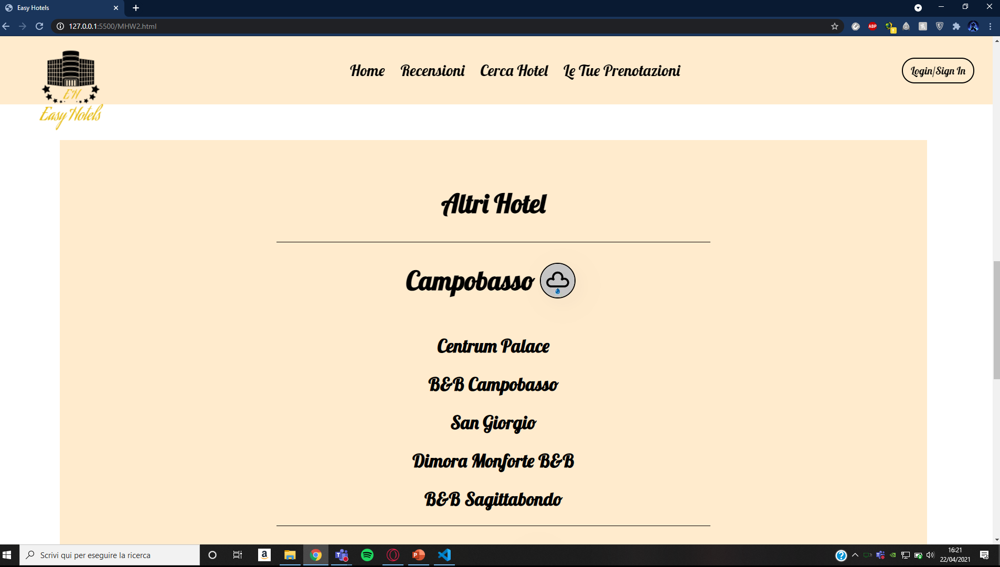 Easy Hotels
127.0.0.1:5500/MHW2.html
ABP
EH
Easy Hotels
Home Recensioni Cerca Hotel Le Tue Prenotazioni
Login/Sign In
Altri Hotel
Campobasso
Centrum Palace
B&B Campobasso
San Giorgio
Dimora Monforte B&B
B&B Sagittabondo
Scrivi qui per eseguire la ricerca
16:21
22/04/2021